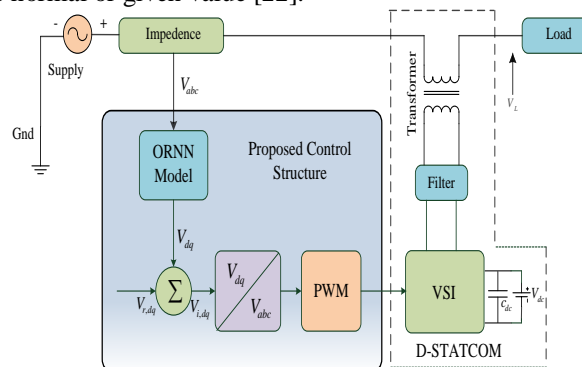 normal or given value [22].
- +
Supply
Impedence
Load
Gnd
V_abc
Transformer
V_L
ORNN
Model
Proposed Control
Structure
Filter
V_dq
V_r,dq
Σ
V_i,dq
V_dq
V_abc
PWM
VSI
C_dc
+
V_dc
D-STATCOM